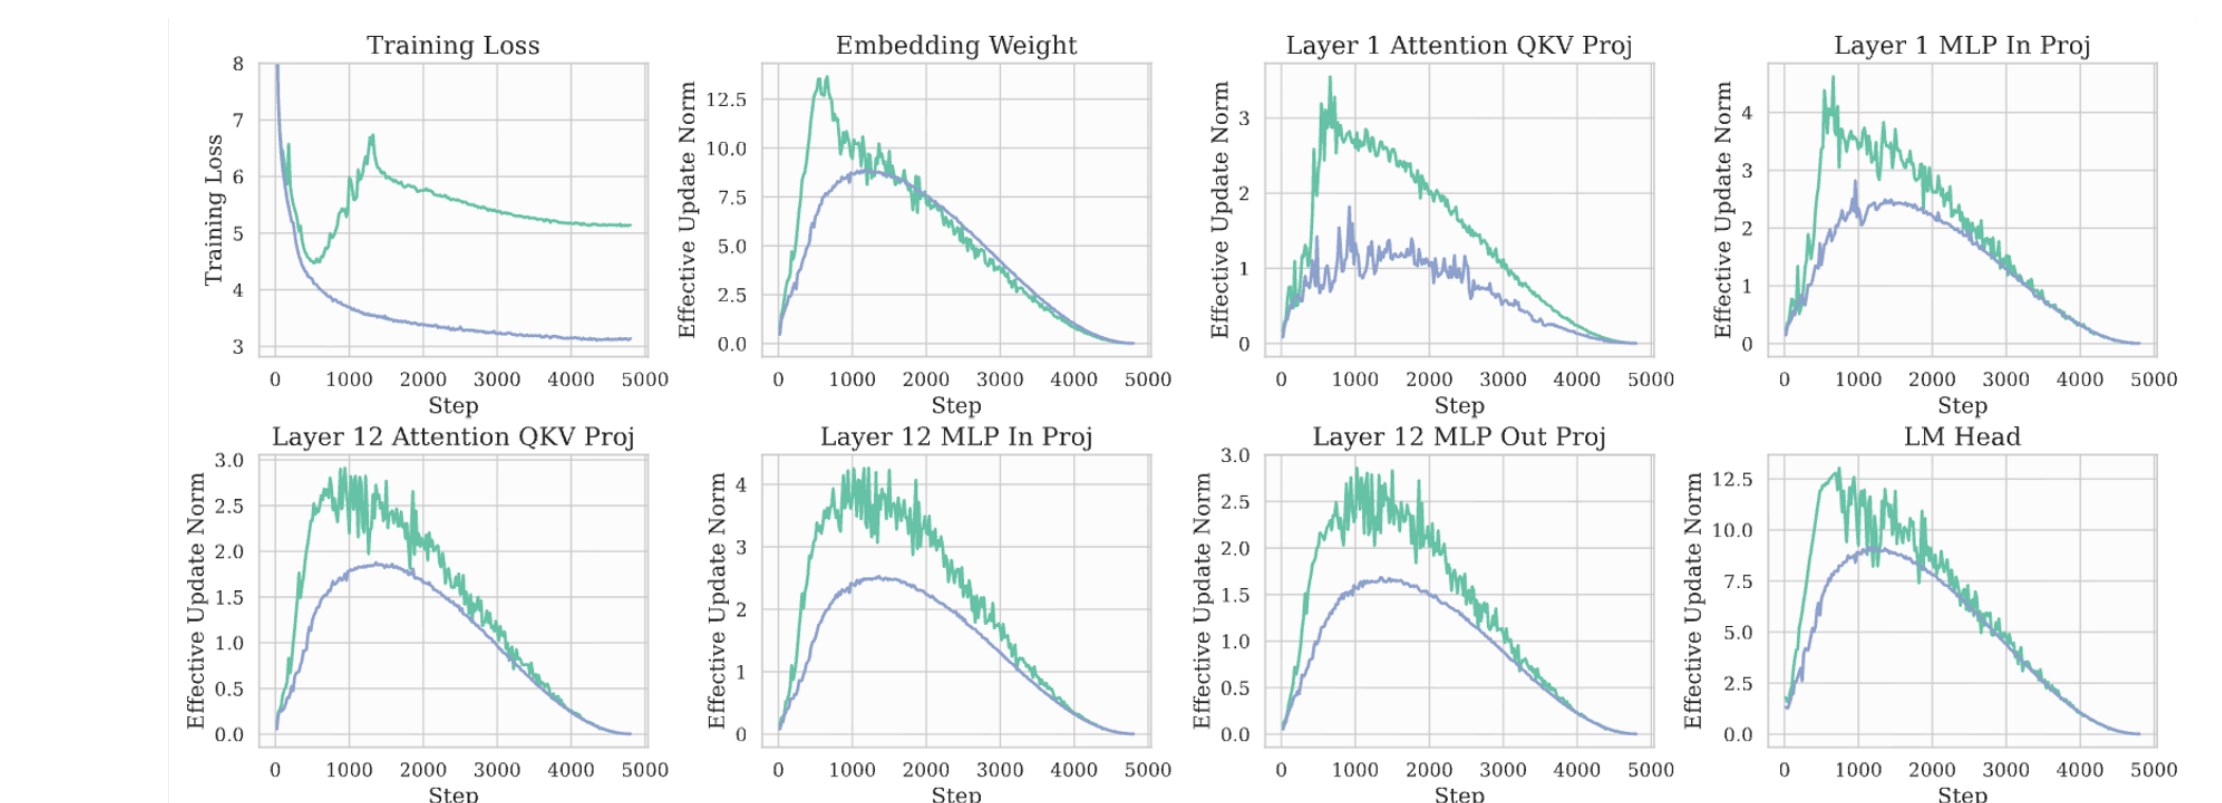 Training Loss
Training Loss
8
7
6
5
4
3
0 1000 2000 3000 4000 5000
Step
Embedding Weight
Effective Update Norm
12.5
10.0
7.5
5.0
2.5
0.0
0 1000 2000 3000 4000 5000
Step
Layer 1 Attention QKV Proj
Effective Update Norm
3
2
1
0
0 1000 2000 3000 4000 5000
Step
Layer 1 MLP In Proj
Effective Update Norm
4
3
2
1
0
0 1000 2000 3000 4000 5000
Step
Layer 12 Attention QKV Proj
Effective Update Norm
3.0
2.5
2.0
1.5
1.0
0.5
0.0
0 1000 2000 3000 4000 5000
Step
Layer 12 MLP In Proj
Effective Update Norm
4
3
2
1
0
0 1000 2000 3000 4000 5000
Step
Layer 12 MLP Out Proj
Effective Update Norm
3.0
2.5
2.0
1.5
1.0
0.5
0.0
0 1000 2000 3000 4000 5000
Step
LM Head
Effective Update Norm
12.5
10.0
7.5
5.0
2.5
0.0
0 1000 2000 3000 4000 5000
Step